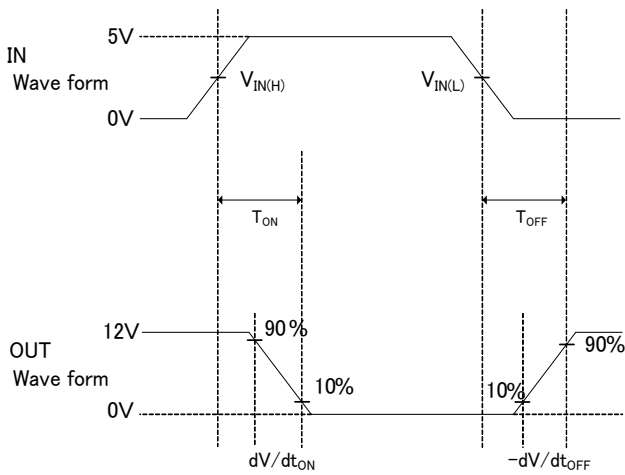 5V
IN
Wave form
V_IN(H)
V_IN(L)
0V
T_ON
T_OFF
12V
90%
90%
OUT
Wave form
10%
10%
0V
dV/dt_ON
-dV/dt_OFF